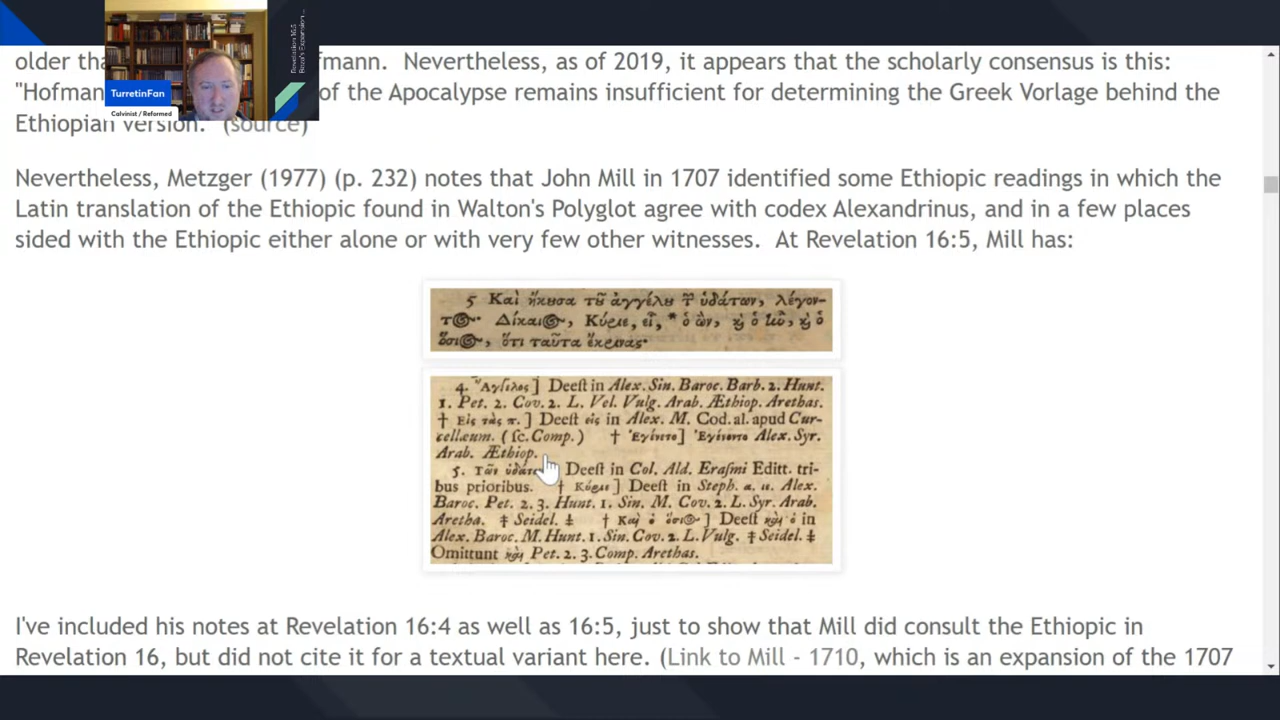 older tha
fmann. Nevertheless, as of 2019, it appears that the scholarly consensus is this:
"Hofman
of the Apocalypse remains insufficient for determining the Greek Vorlage behind the
Ethiopian version." (source)
TurretinFan
Calvinist / Reformed
Revelation 16:5
Nevertheless, Metzger (1977) (p. 232) notes that John Mill in 1707 identified some Ethiopic readings in which the
Latin translation of the Ethiopic found in Walton's Polyglot agree with codex Alexandrinus, and in a few places
sided with the Ethiopic either alone or with very few other witnesses. At Revelation 16:5, Mill has:
5 Καὶ ἤκουσα τοῦ ἀγγέλου τῶν ὑδάτων, λέγον-
τος· Δίκαιος, Κύριε, εἶ, * ὁ ὢν, καὶ ὁ ἦν, καὶ ὁ
ὅσιος, ὅτι ταῦτα ἔκρινας·
4. Ἄγγελος] Deest in Alex. Sin. Baroc. Barb. 2. Hunt.
1. Pet. 2. Cov. 2. L. Vel. Vulg. Arab. Æthiop. Arethas.
† Εἰς τὰς π.] Deest εἰς in Alex. M. Cod. al. apud Cur-
cellæum. (sc. Comp.) † Ἐγένετο] Ἐγένοντο Alex. Syr.
Arab. Æthiop.
5. Τῶν ὑδάτ Deest in Col. Ald. Erasmi Editt. tri-
bus prioribus. † Κύριε] Deest in Steph. α. ιι. Alex.
Baroc. Pet. 2. 3. Hunt. 1. Sin. M. Cov. 2. L. Syr. Arab.
Aretha. ‡ Seidel. ‡ † Καὶ ὁ ὅσιος] Deest καὶ ὁ in
Alex. Baroc. M. Hunt. 1. Sin. Cov. 2. L. Vulg. ‡ Seidel. ‡
Omittunt καὶ Pet. 2. 3. Comp. Arethas.
I've included his notes at Revelation 16:4 as well as 16:5, just to show that Mill did consult the Ethiopic in
Revelation 16, but did not cite it for a textual variant here. (Link to Mill - 1710, which is an expansion of the 1707